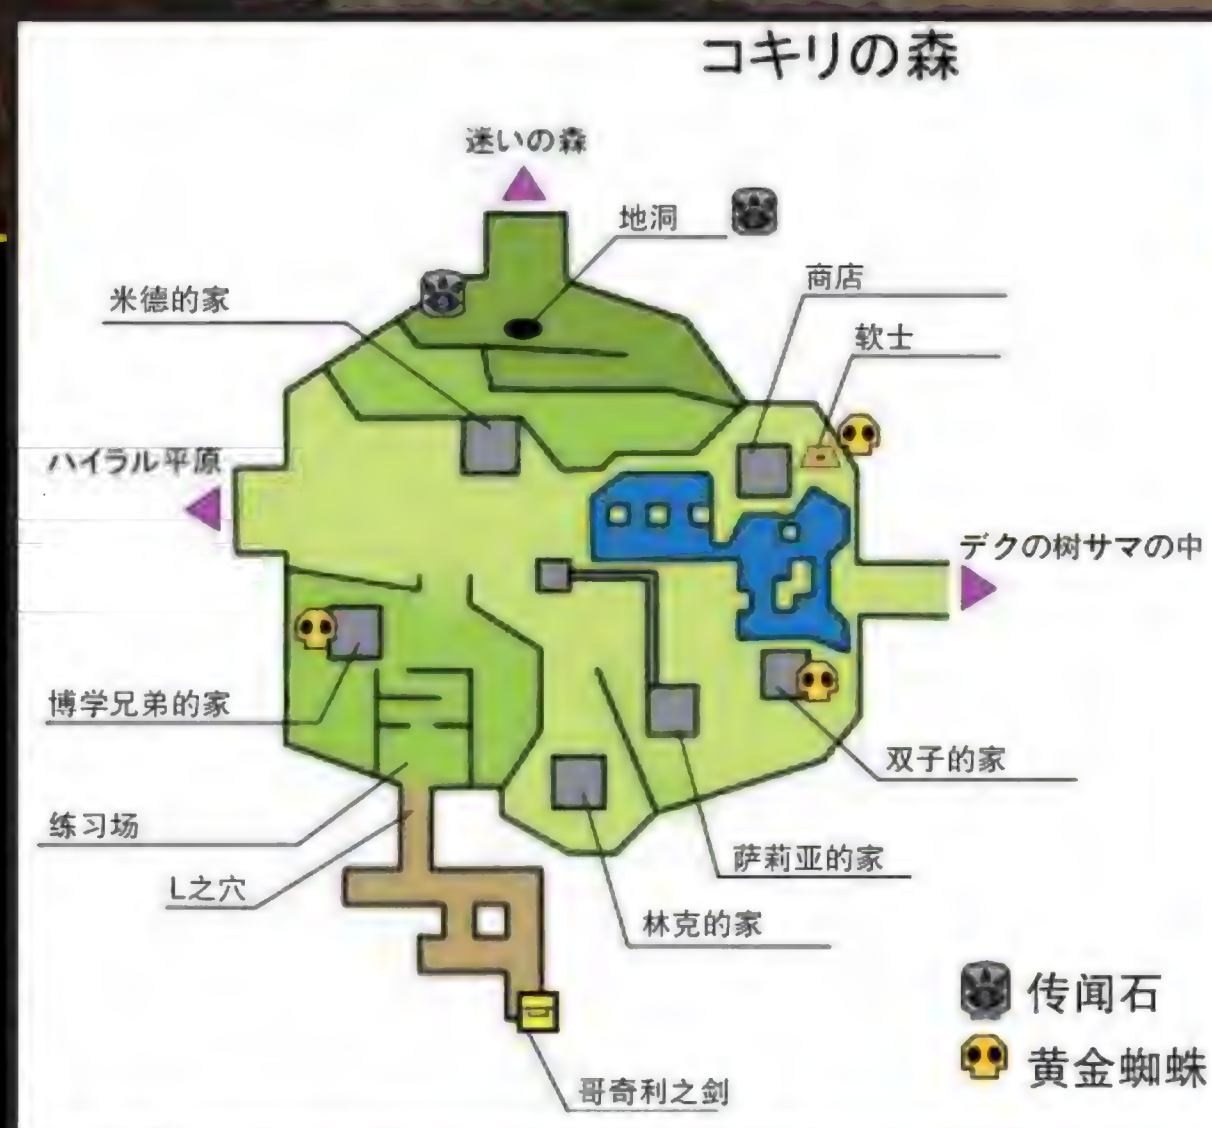 コキリの森
迷いの森
地洞
商店
米德的家
软士
ハイラル平原
デクの树サマの中
博学兄弟的家
双子的家
练习场
萨莉亚的家
L之穴
林克的家
传闻石
黄金蜘蛛
哥奇利之剑